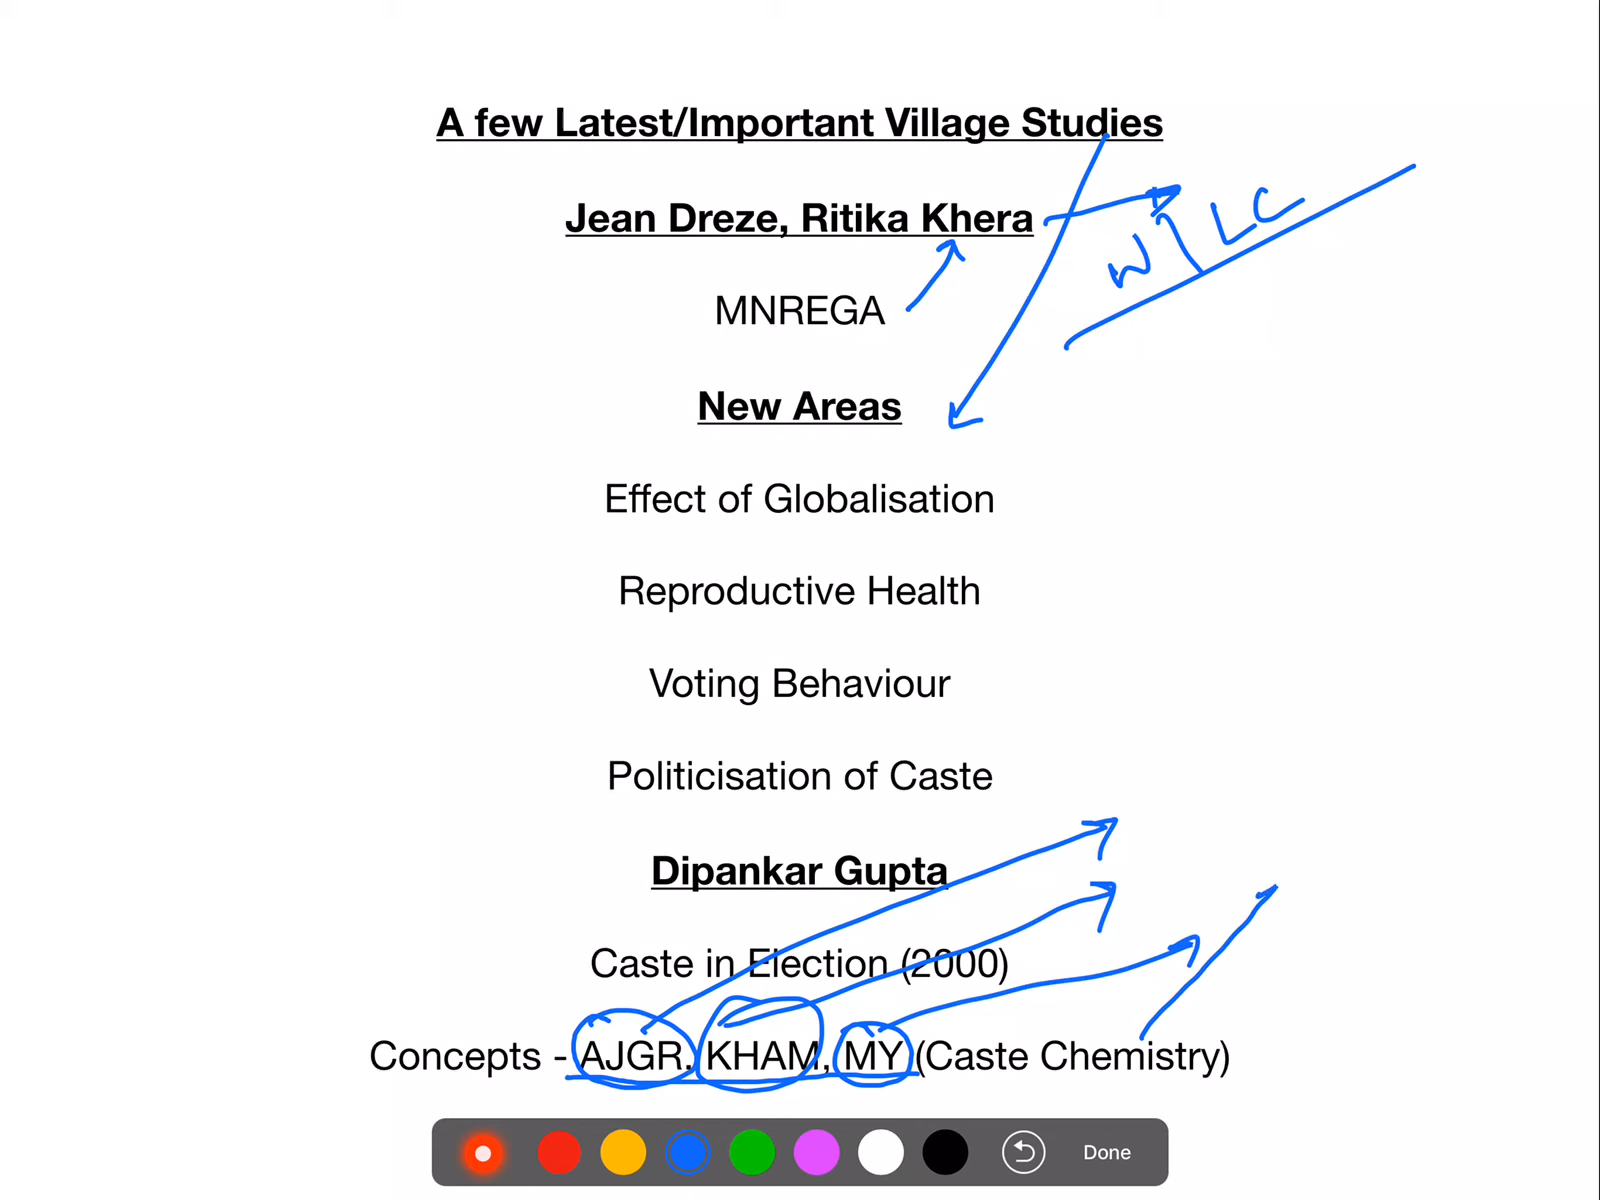 A few Latest/Important Village Studies
Jean Dreze, Ritika Khera
MNREGA
New Areas
Effect of Globalisation
Reproductive Health
Voting Behaviour
Politicisation of Caste
Dipankar Gupta
Caste in Election (2000)
Concepts - AJGR, KHAM, MY (Caste Chemistry)
Done